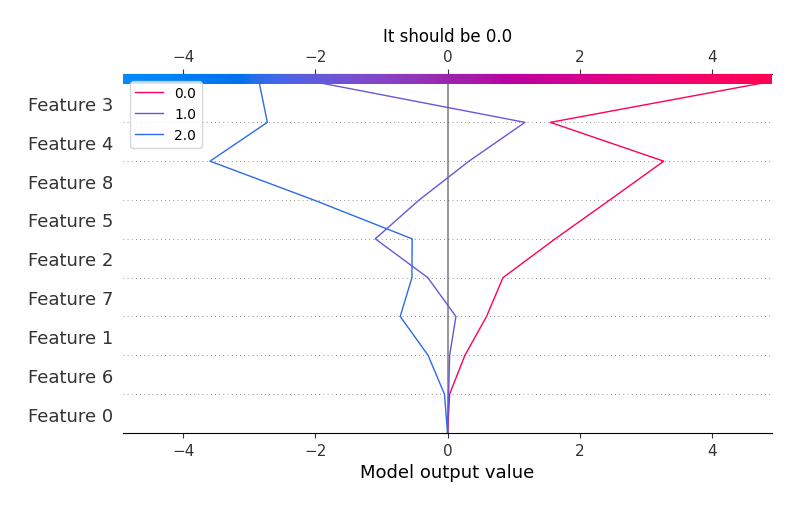 It should be 0.0
−4 −2 0 2 4
0.0
1.0
2.0
Feature 3
Feature 4
Feature 8
Feature 5
Feature 2
Feature 7
Feature 1
Feature 6
Feature 0
−4 −2 0 2 4
Model output value